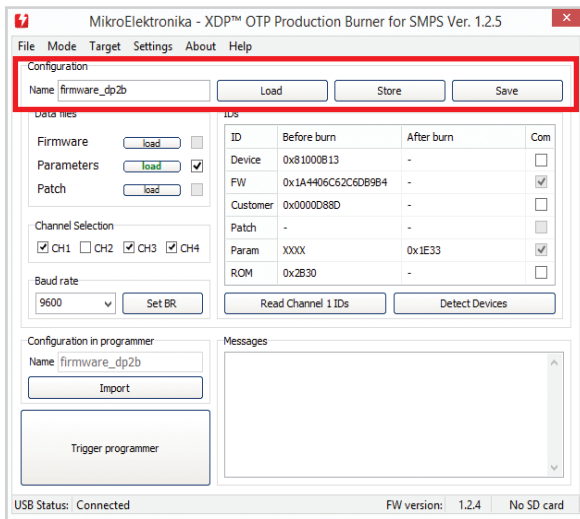 MikroElektronika - XDP™ OTP Production Burner for SMPS Ver. 1.2.5
File Mode Target Settings About Help
Configuration
Name firmware_dp2b Load Store Save
Data files
Firmware load
Parameters load
Patch load
Channel Selection
CH1 CH2 CH3 CH4
Baud rate
9600 Set BR
IDs
ID Before burn After burn Com
Device 0x81000B13 -
FW 0x1A4406C62C6DB9B4 -
Customer 0x0000D88D -
Patch - -
Param XXXX 0x1E33
ROM 0x2B30 -
Read Channel 1 IDs Detect Devices
Configuration in programmer
Name firmware_dp2b
Import
Trigger programmer
Messages
USB Status: Connected FW version: 1.2.4 No SD card